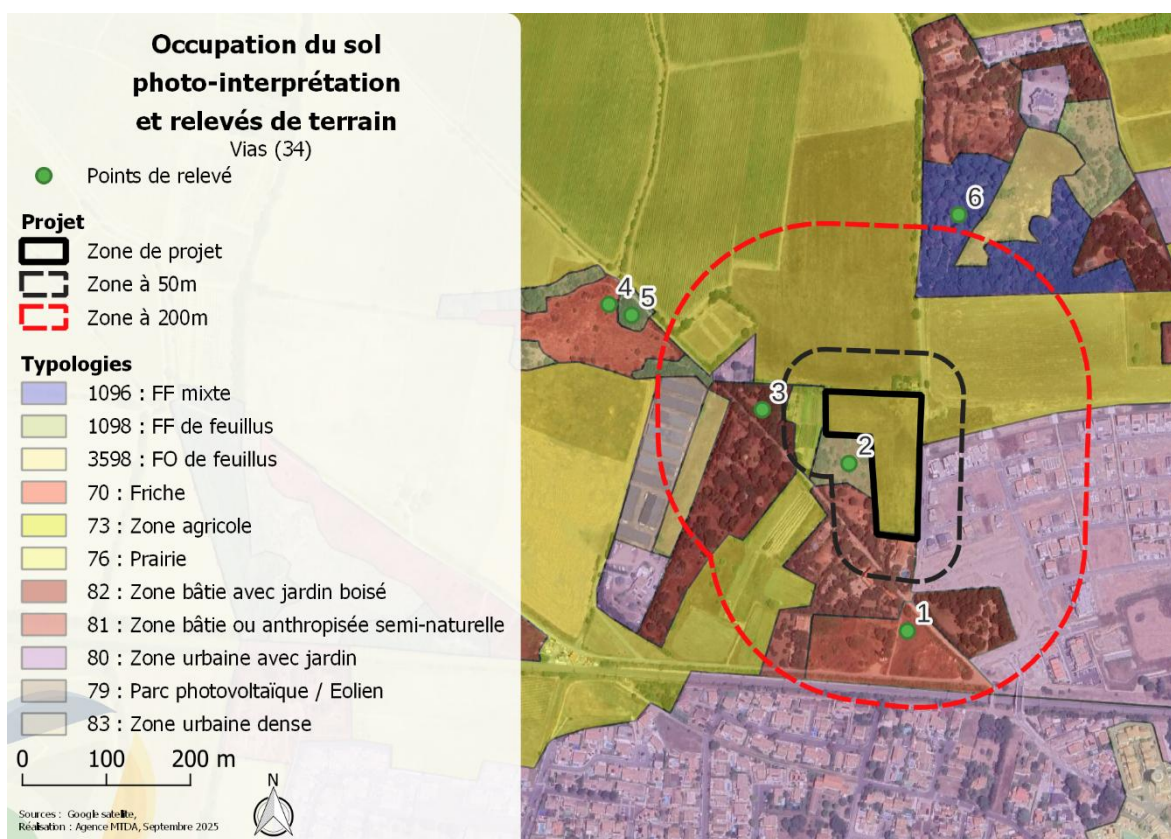 Occupation du sol
photo-interprétation
et relevés de terrain
Vias (34)
Points de relevé
Projet
Zone de projet
Zone à 50m
Zone à 200m
Typologies
1096 : FF mixte
1098 : FF de feuillus
3598 : FO de feuillus
70 : Friche
73 : Zone agricole
76 : Prairie
82 : Zone bâtie avec jardin boisé
81 : Zone bâtie ou anthropisée semi-naturelle
80 : Zone urbaine avec jardin
79 : Parc photovoltaïque / Eolien
83 : Zone urbaine dense
0 100 200 m
N
Sources : Google satellite,
Réalisation : Agence MTDA, Septembre 2025
6
4
5
3
2
1